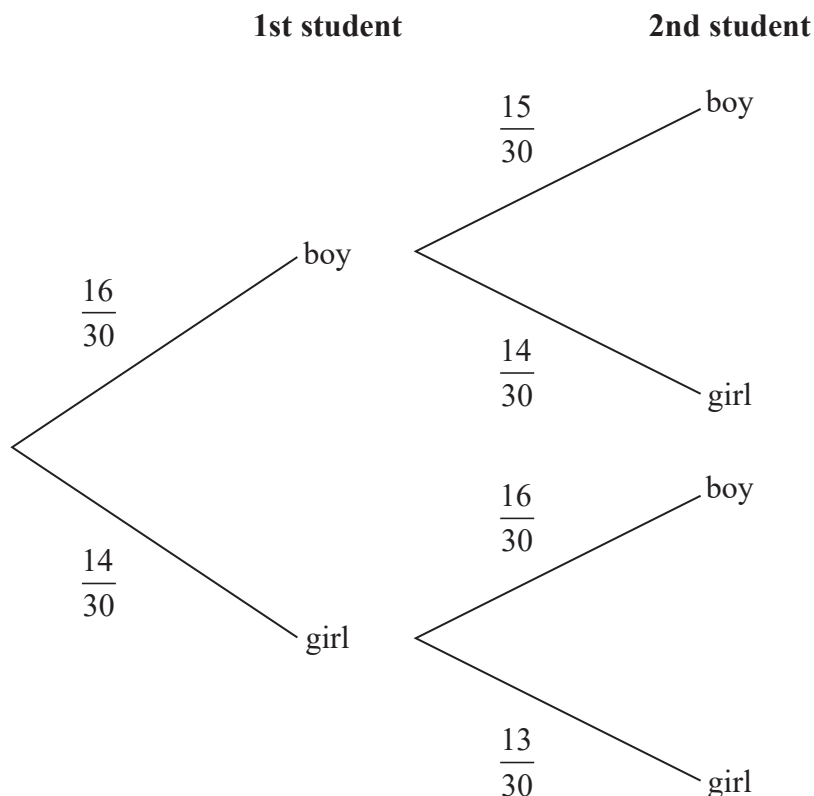 1st student 2nd student
15/30
boy
16/30
boy
14/30
girl
14/30
girl
16/30
boy
13/30
girl